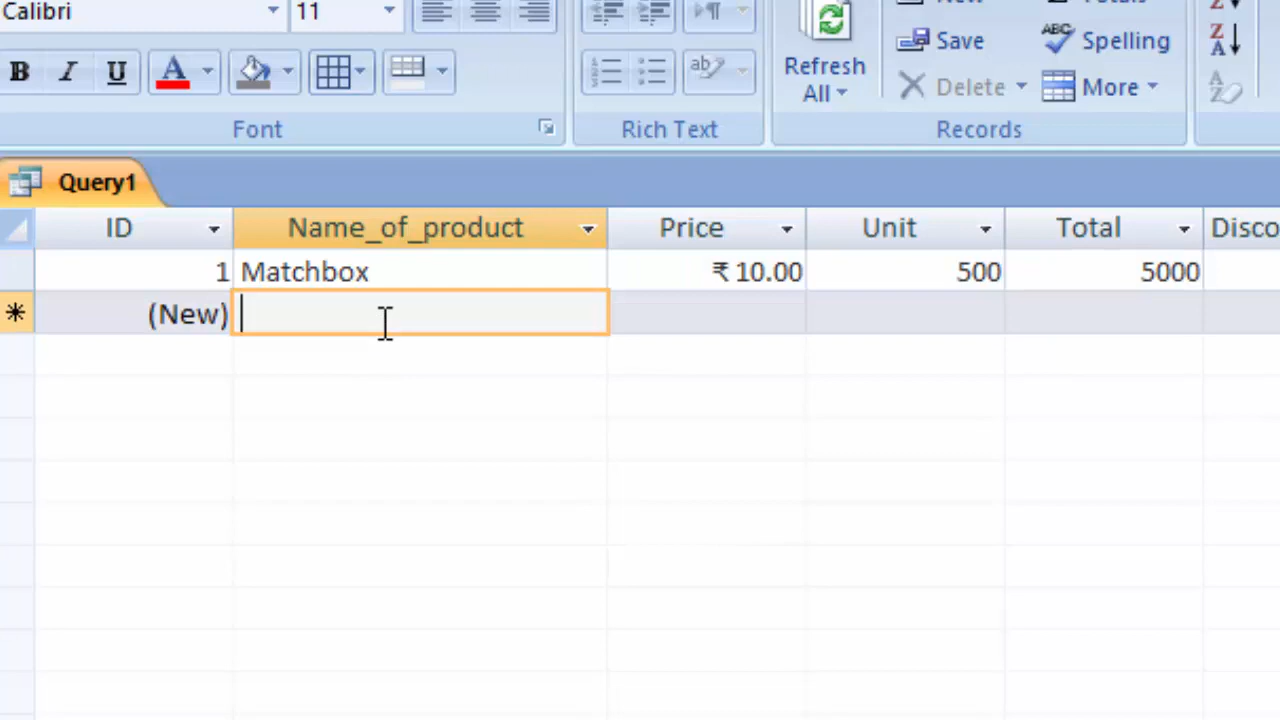 Calibri 11
B I U A
Font
Rich Text
Refresh
All
Save
Delete
ABC Spelling
More
Records
Query1
ID Name_of_product Price Unit Total Disco
1 Matchbox ₹ 10.00 500 5000
* (New)